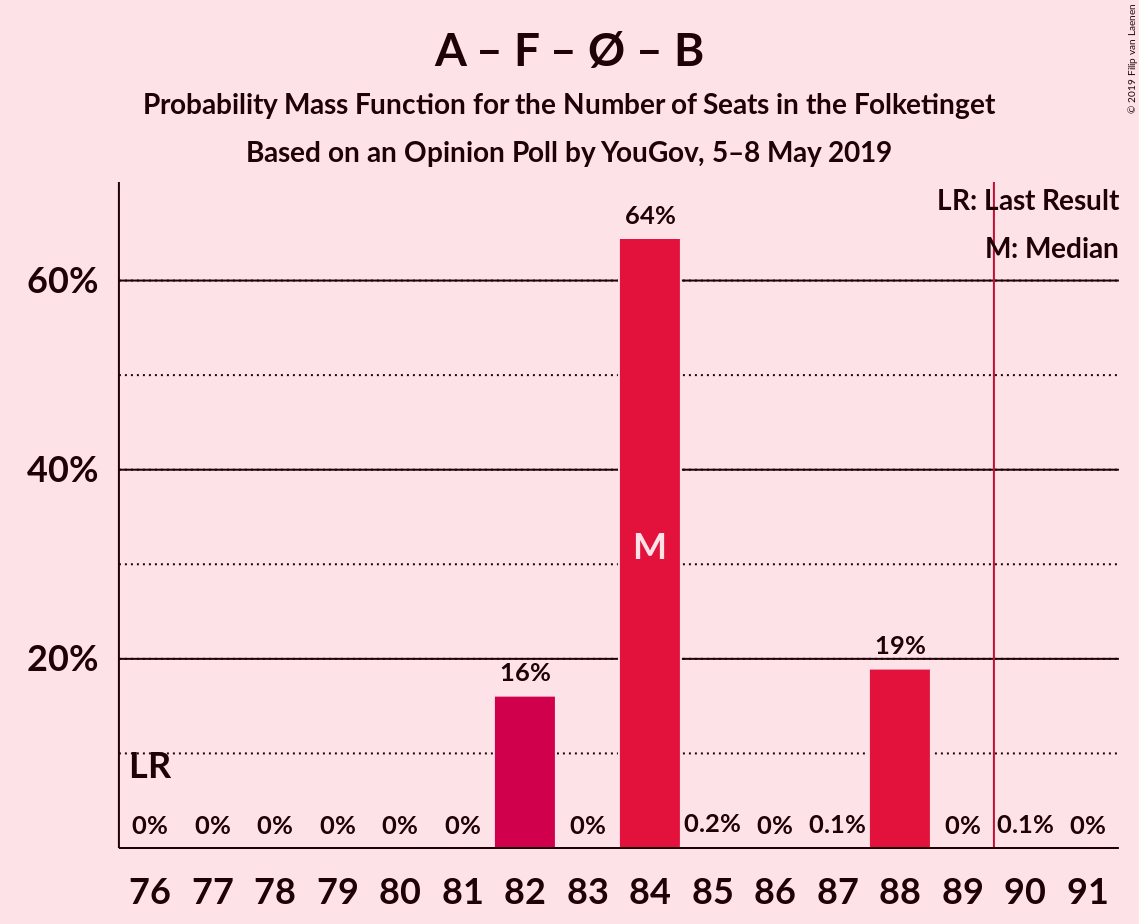 A – F – Ø – B
Probability Mass Function for the Number of Seats in the Folketinget
Based on an Opinion Poll by YouGov, 5–8 May 2019
© 2019 Filip van Laenen
LR: Last Result
M: Median
64%
60%
40%
M
19%
20%
16%
LR
0% 0% 0% 0% 0% 0% 0% 0.2% 0% 0.1% 0% 0.1% 0%
76 77 78 79 80 81 82 83 84 85 86 87 88 89 90 91